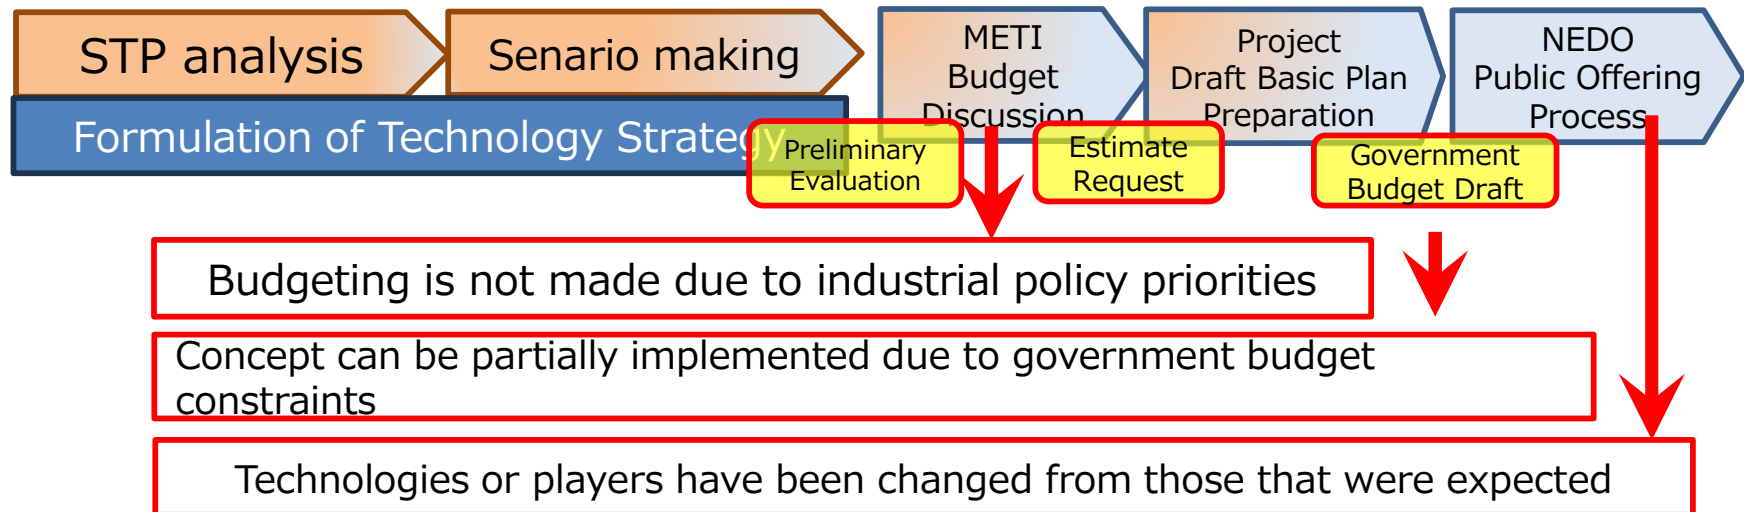 STP analysis
Senario making
METI
Budget
Discussion
Project
Draft Basic Plan
Preparation
NEDO
Public Offering
Process
Formulation of Technology Strategy
Preliminary
Evaluation
Estimate
Request
Government
Budget Draft
Budgeting is not made due to industrial policy priorities
Concept can be partially implemented due to government budget
constraints
Technologies or players have been changed from those that were expected